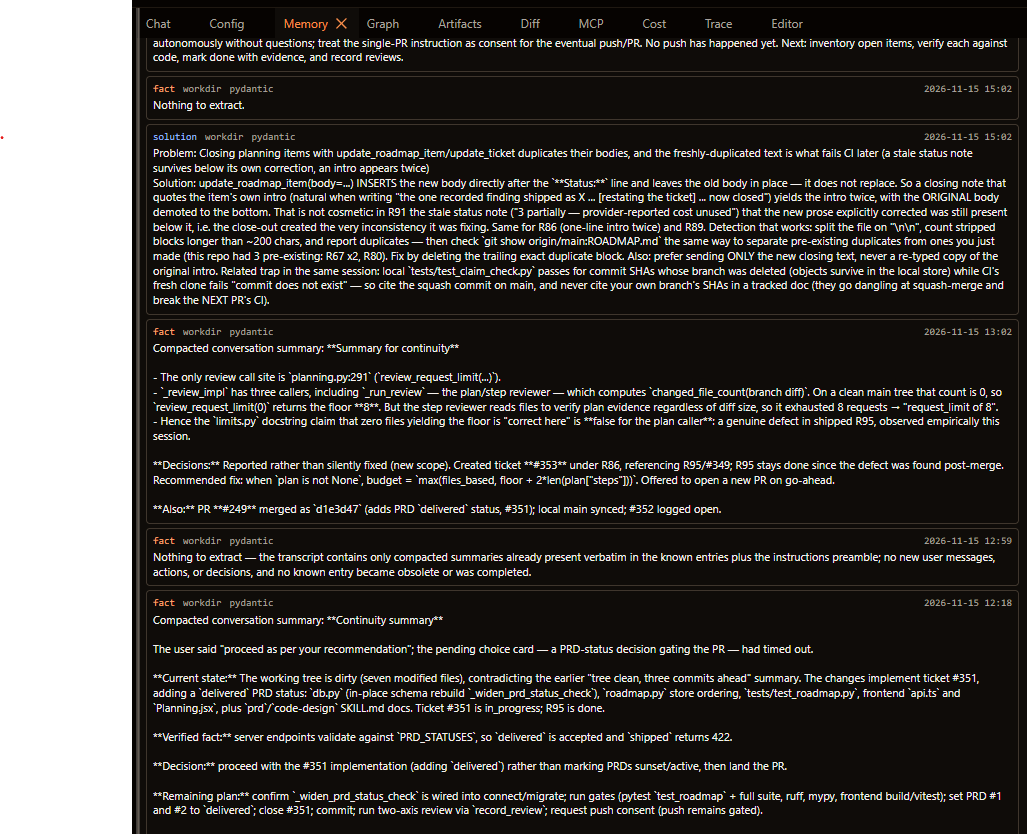 Chat Config Memory X Graph Artifacts Diff MCP Cost Trace Editor
autonomously without questions; treat the single-PR instruction as consent for the eventual push/PR. No push has happened yet. Next: inventory open items, verify each against
code, mark done with evidence, and record reviews.
fact workdir pydantic 2026-11-15 15:02
Nothing to extract.
solution workdir pydantic 2026-11-15 15:02
Problem: Closing planning items with update_roadmap_item/update_ticket duplicates their bodies, and the freshly-duplicated text is what fails CI later (a stale status note
survives below its own correction, an intro appears twice)
Solution: update_roadmap_item(body=...) INSERTS the new body directly after the `**Status:**` line and leaves the old body in place — it does not replace. So a closing note that
quotes the item's own intro (natural when writing "the one recorded finding shipped as X ... [restating the ticket] ... now closed") yields the intro twice, with the ORIGINAL body
demoted to the bottom. That is not cosmetic: in R91 the stale status note ("3 partially — provider-reported cost unused") that the new prose explicitly corrected was still present
below it, i.e. the close-out created the very inconsistency it was fixing. Same for R86 (one-line intro twice) and R89. Detection that works: split the file on "\n\n", count stripped
blocks longer than ~200 chars, and report duplicates — then check `git show origin/main:ROADMAP.md` the same way to separate pre-existing duplicates from ones you just
made (this repo had 3 pre-existing: R67 x2, R80). Fix by deleting the trailing exact duplicate block. Also: prefer sending ONLY the new closing text, never a re-typed copy of the
original intro. Related trap in the same session: local `tests/test_claim_check.py` passes for commit SHAs whose branch was deleted (objects survive in the local store) while CI's
fresh clone fails "commit does not exist" — so cite the squash commit on main, and never cite your own branch's SHAs in a tracked doc (they go dangling at squash-merge and
break the NEXT PR's CI).
fact workdir pydantic 2026-11-15 13:02
Compacted conversation summary: **Summary for continuity**
- The only review call site is `planning.py:291` (`review_request_limit(...)`).
- `_review_impl` has three callers, including `_run_review` — the plan/step reviewer — which computes `changed_file_count(branch diff)`. On a clean main tree that count is 0, so
`review_request_limit(0)` returns the floor **8**. But the step reviewer reads files to verify plan evidence regardless of diff size, so it exhausted 8 requests → "request_limit of 8".
- Hence the `limits.py` docstring claim that zero files yielding the floor is "correct here" is **false for the plan caller**: a genuine defect in shipped R95, observed empirically this
session.
**Decisions:** Reported rather than silently fixed (new scope). Created ticket **#353** under R86, referencing R95/#349; R95 stays done since the defect was found post-merge.
Recommended fix: when `plan is not None`, budget = `max(files_based, floor + 2*len(plan["steps"]))`. Offered to open a new PR on go-ahead.
**Also:** PR **#249** merged as `d1e3d47` (adds PRD `delivered` status, #351); local main synced; #352 logged open.
fact workdir pydantic 2026-11-15 12:59
Nothing to extract — the transcript contains only compacted summaries already present verbatim in the known entries plus the instructions preamble; no new user messages,
actions, or decisions, and no known entry became obsolete or was completed.
fact workdir pydantic 2026-11-15 12:18
Compacted conversation summary: **Continuity summary**
The user said "proceed as per your recommendation"; the pending choice card — a PRD-status decision gating the PR — had timed out.
**Current state:** The working tree is dirty (seven modified files), contradicting the earlier "tree clean, three commits ahead" summary. The changes implement ticket #351,
adding a `delivered` PRD status: `db.py` (in-place schema rebuild `_widen_prd_status_check`), `roadmap.py` store ordering, `tests/test_roadmap.py`, frontend `api.ts` and
`Planning.jsx`, plus `prd`/`code-design` SKILL.md docs. Ticket #351 is in_progress; R95 is done.
**Verified fact:** server endpoints validate against `PRD_STATUSES`, so `delivered` is accepted and `shipped` returns 422.
**Decision:** proceed with the #351 implementation (adding `delivered`) rather than marking PRDs sunset/active, then land the PR.
**Remaining plan:** confirm `_widen_prd_status_check` is wired into connect/migrate; run gates (pytest `test_roadmap` + full suite, ruff, mypy, frontend build/vitest); set PRD #1
and #2 to `delivered`; close #351; commit; run two-axis review via `record_review`; request push consent (push remains gated).